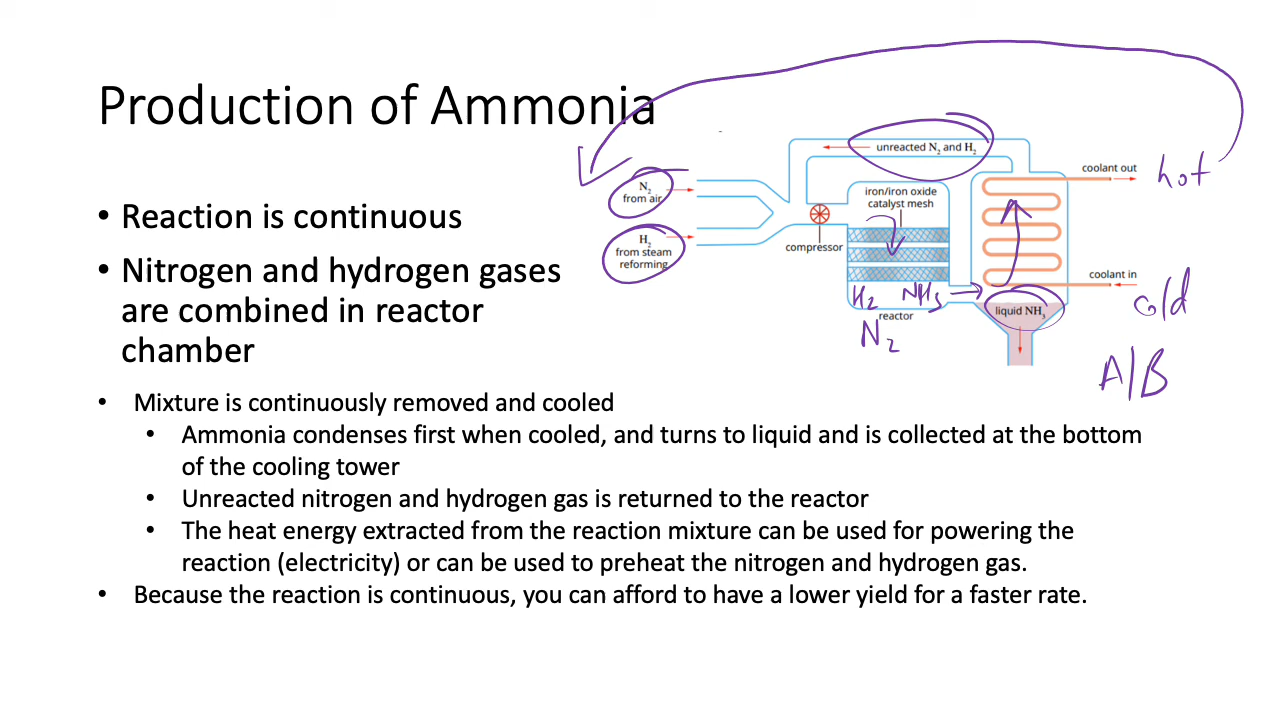 Production of Ammonia
• Reaction is continuous
• Nitrogen and hydrogen gases
are combined in reactor
chamber
• Mixture is continuously removed and cooled
• Ammonia condenses first when cooled, and turns to liquid and is collected at the bottom
of the cooling tower
• Unreacted nitrogen and hydrogen gas is returned to the reactor
• The heat energy extracted from the reaction mixture can be used for powering the
reaction (electricity) or can be used to preheat the nitrogen and hydrogen gas.
• Because the reaction is continuous, you can afford to have a lower yield for a faster rate.
N₂
from air
H₂
from steam
reforming
unreacted N₂ and H₂
iron/iron oxide
catalyst mesh
compressor
reactor
H₂ NH₃
N₂
liquid NH₃
coolant out
hot
coolant in
cold
A/B